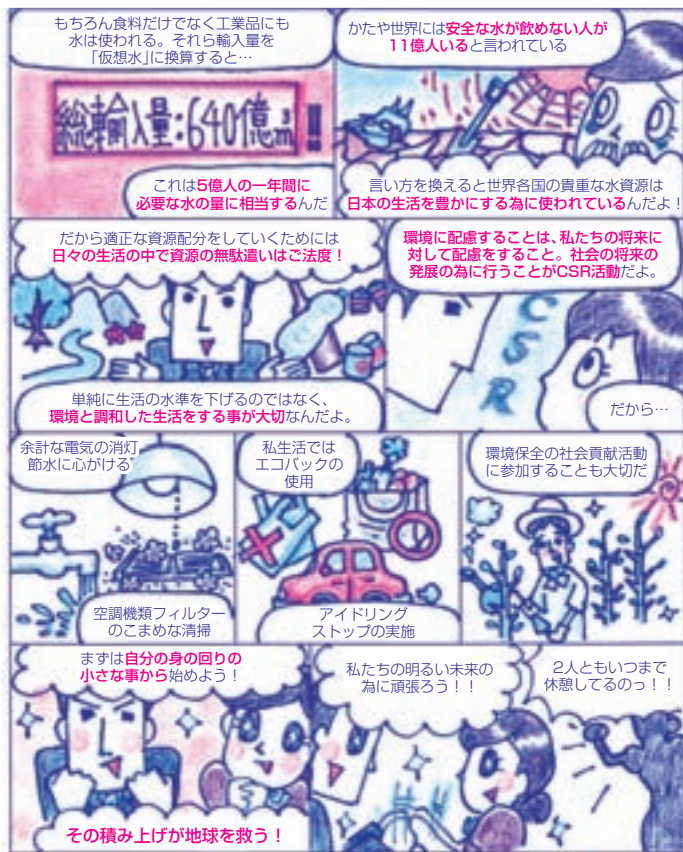 もちろん食料だけでなく工業品にも
水は使われる。それら輸入量を
「仮想水」に換算すると…
総輸入量:640億㎥!!
これは5億人の一年間に
必要な水の量に相当するんだ
かたや世界には安全な水が飲めない人が
11億人いると言われている
言い方を換えると世界各国の貴重な水資源は
日本の生活を豊かにする為に使われているんだよ!
だから適正な資源配分をしていくためには
日々の生活の中で資源の無駄遣いはご法度!
単純に生活の水準を下げるのではなく、
環境と調和した生活をする事が大切なんだよ。
環境に配慮することは、私たちの将来に
対して配慮をすること。社会の将来の
発展の為に行うことがCSR活動だよ。
CSR
だから…
余計な電気の消灯
節水に心がける
空調機類フィルター
のこまめな清掃
私生活では
エコバックの
使用
アイドリング
ストップの実施
環境保全の社会貢献活動
に参加することも大切だ
まずは自分の身の回りの
小さな事から始めよう!
その積み上げが地球を救う!
私たちの明るい未来の
為に頑張ろう!!
2人ともいつまで
休憩してるのっ!!